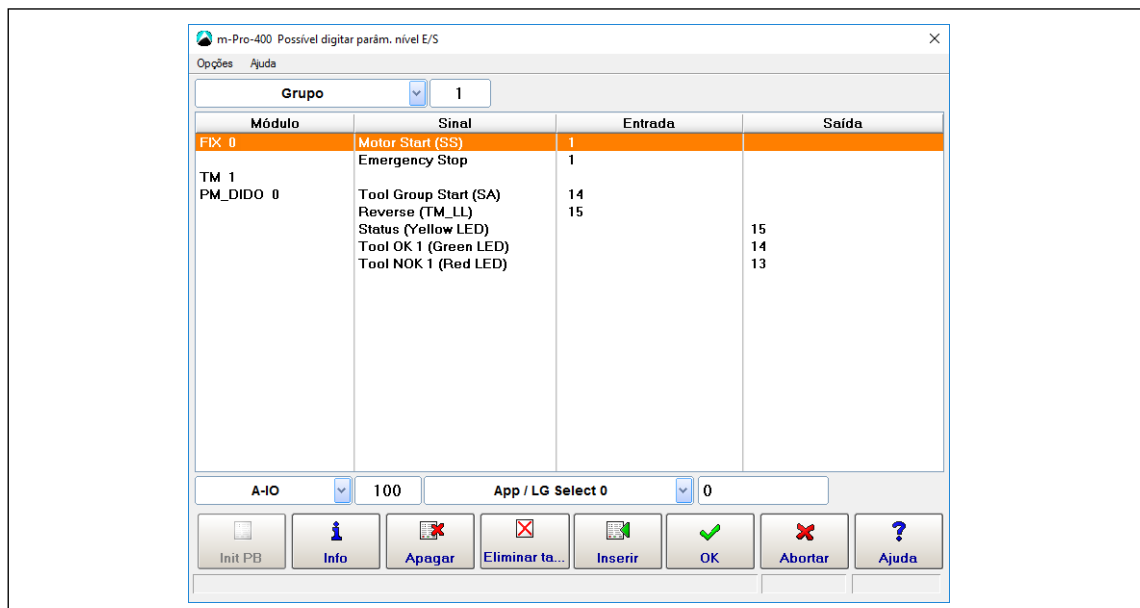 m-Pro-400 Possível digitar parâm. nível E/S
Opções Ajuda
Grupo 1
Módulo Sinal Entrada Saída
FIX 0 Motor Start (SS) 1
Emergency Stop 1
TM 1
PM_DIDO 0 Tool Group Start (SA) 14
Reverse (TM_LL) 15
Status (Yellow LED) 15
Tool OK 1 (Green LED) 14
Tool NOK 1 (Red LED) 13
A-IO 100 App / LG Select 0 0
Init PB Info Apagar Eliminar ta... Inserir OK Abortar Ajuda